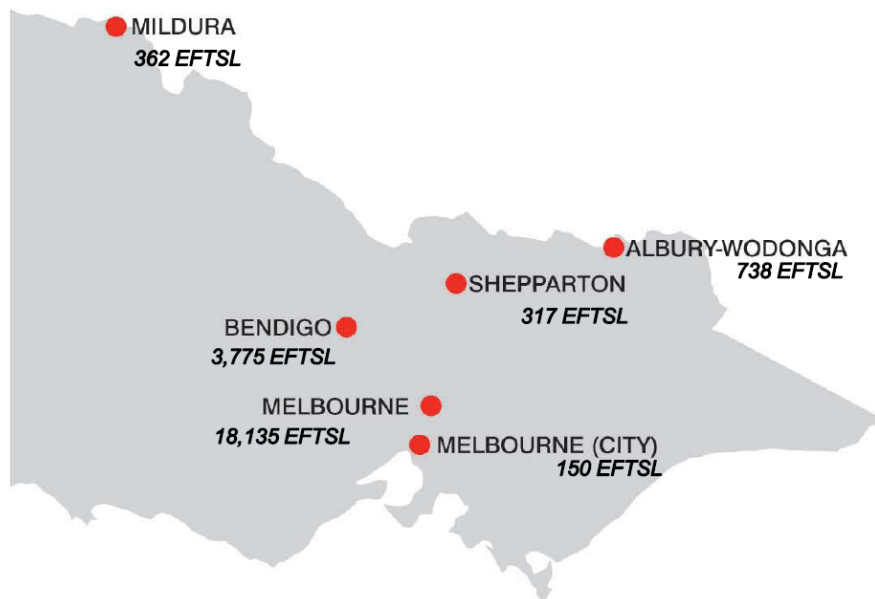 MILDURA
362 EFTSL
ALBURY-WODONGA
738 EFTSL
SHEPPARTON
317 EFTSL
BENDIGO
3,775 EFTSL
MELBOURNE
18,135 EFTSL
MELBOURNE (CITY)
150 EFTSL